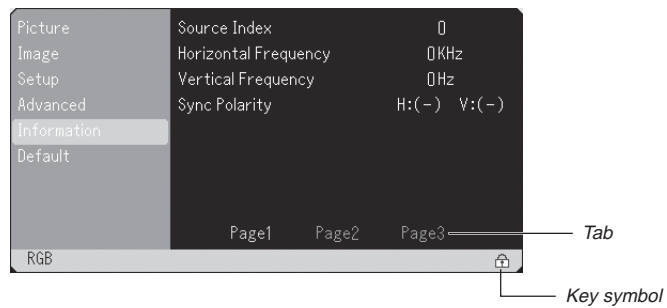 Picture
Image
Setup
Advanced
Information
Default
Source Index 0
Horizontal Frequency 0KHz
Vertical Frequency 0Hz
Sync Polarity H:(-) V:(-)
Page1 Page2 Page3
Tab
RGB
Key symbol